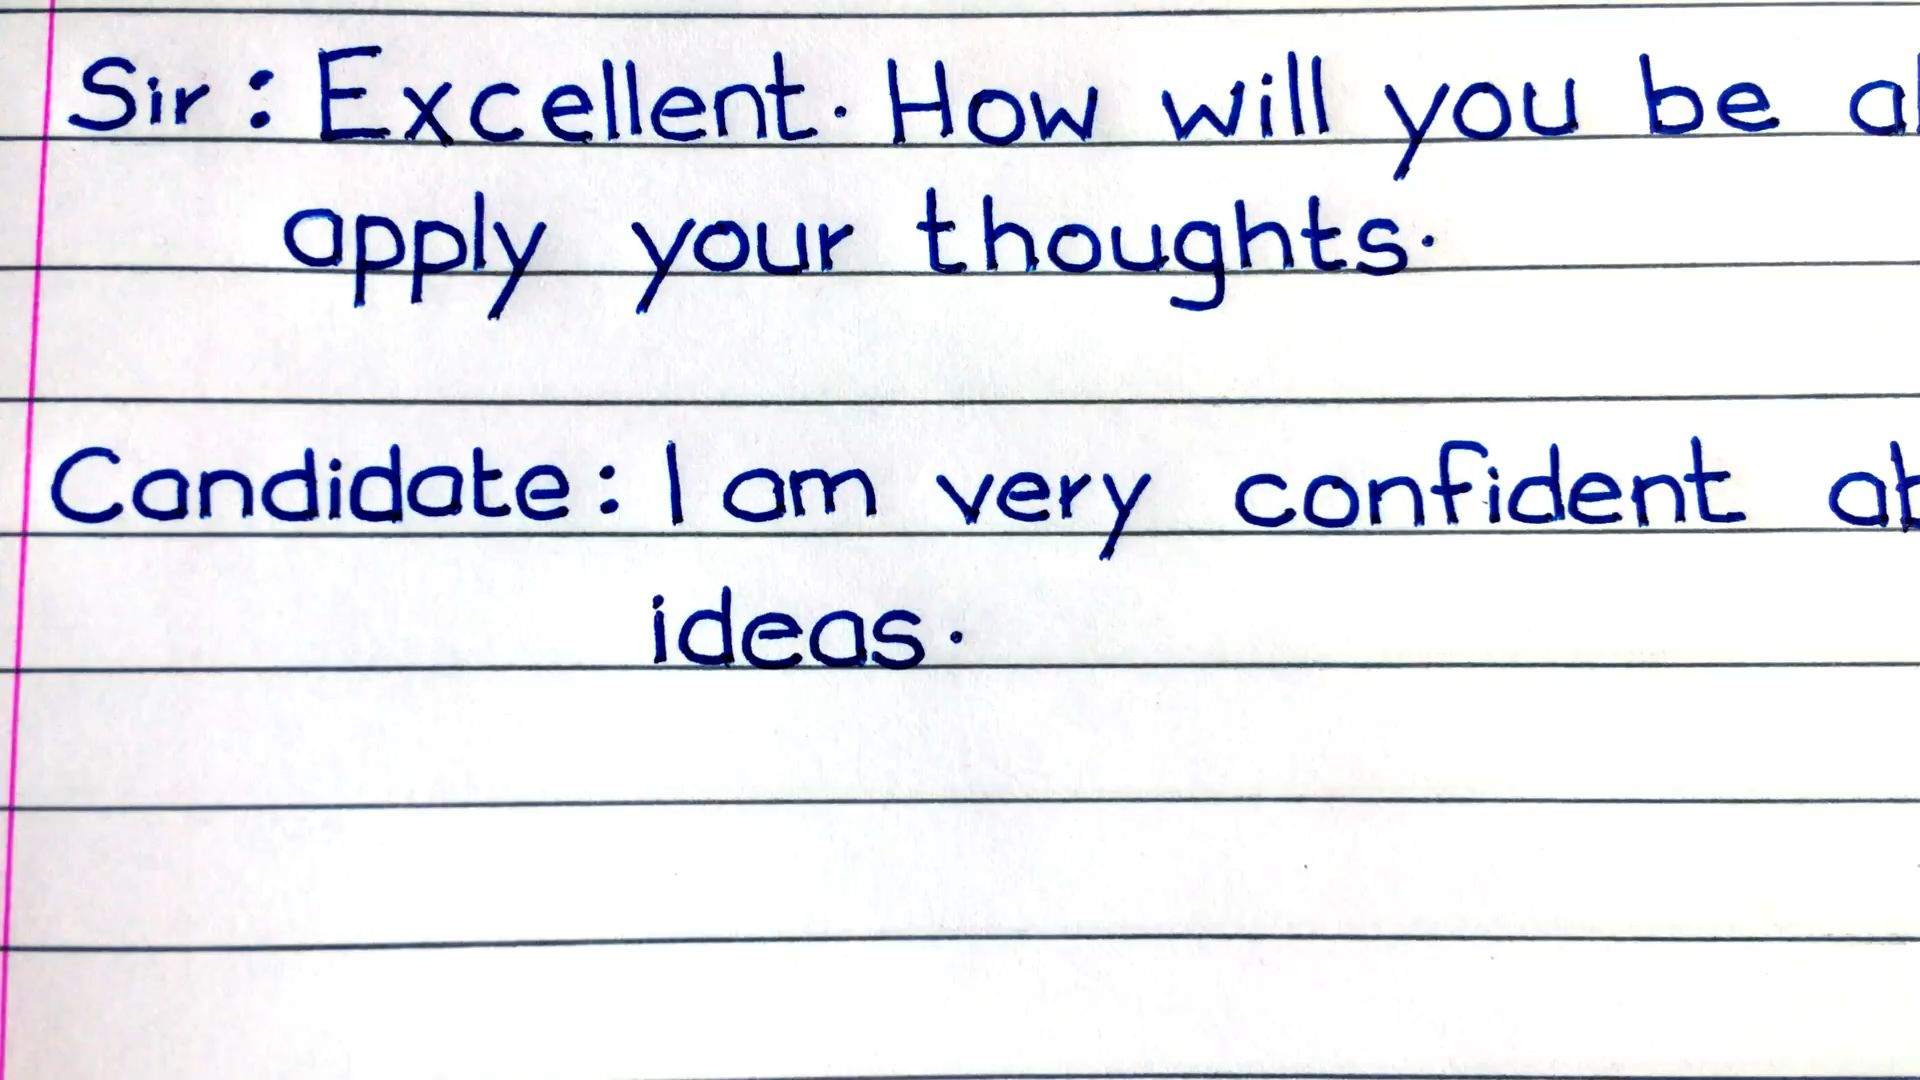 Sir : Excellent. How will you be
apply your thoughts.
Candidate : I am very confident
ideas.